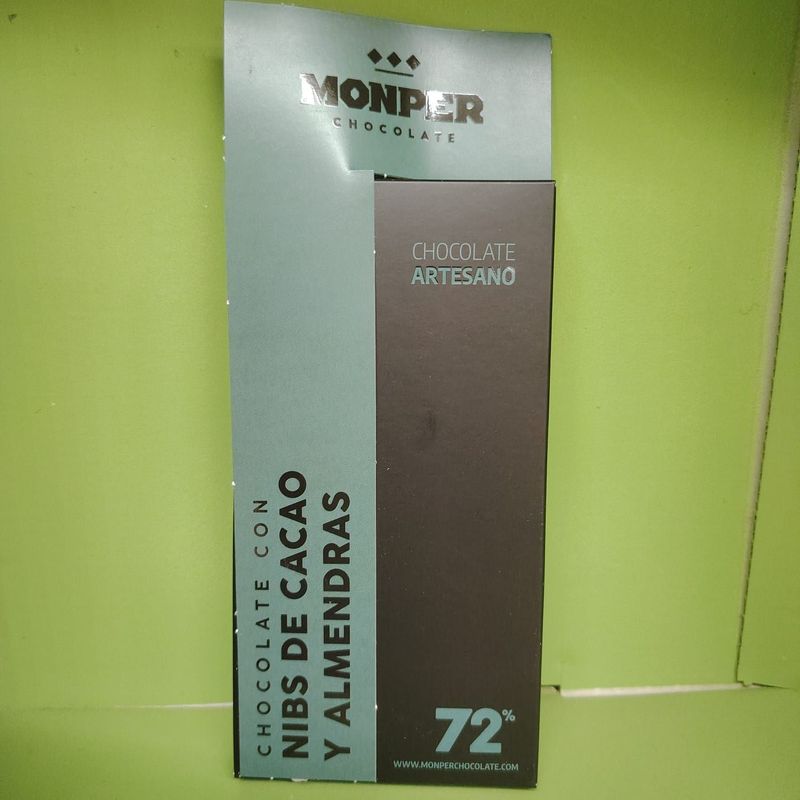 MONPER
CHOCOLATE
CHOCOLATE
ARTESANO
CHOCOLATE CON
NIBS DE CACAO
Y ALMENDRAS
72%
WWW.MONPERCHOCOLATE.COM